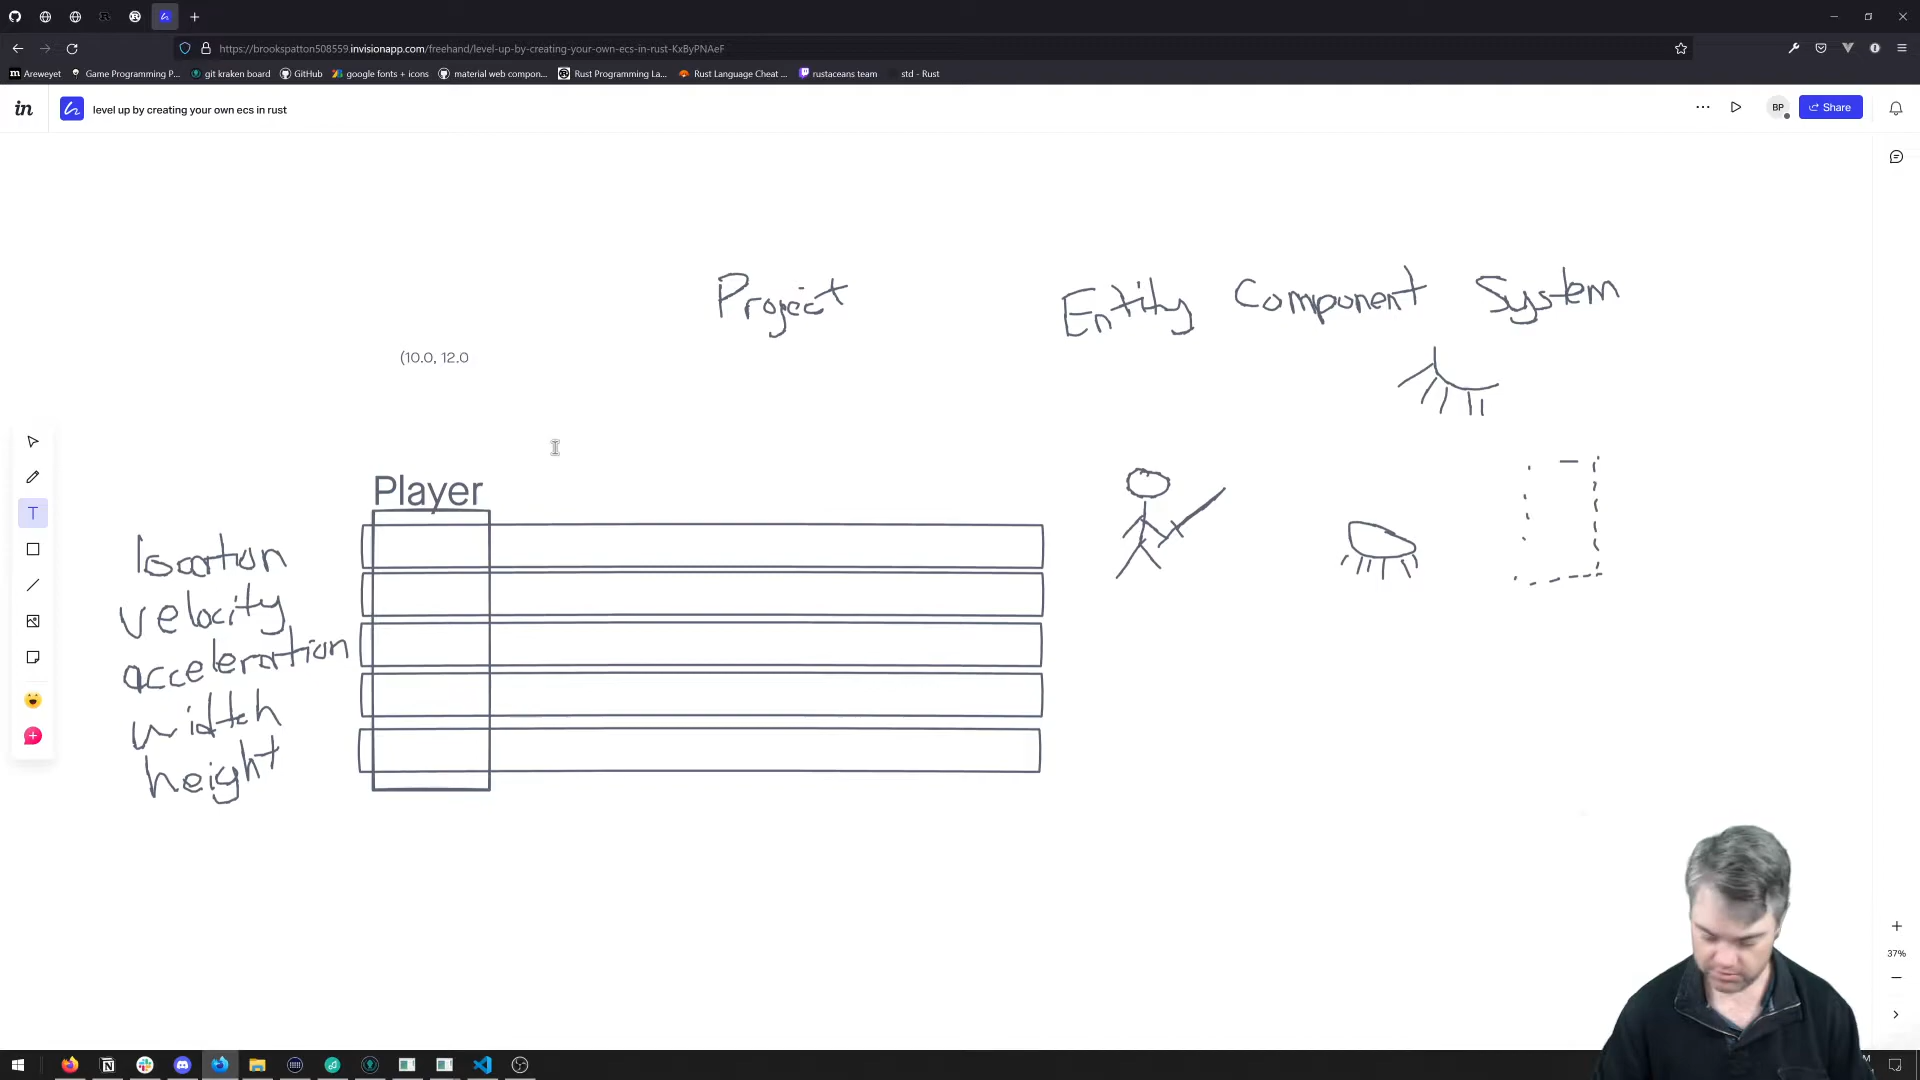 https://brookspatton508559.invisionapp.com/freehand/level-up-by-creating-your-own-ecs-in-rust-KxByPNAeF
Areweyet
Game Programming P...
git kraken board
GitHub
google fonts + icons
material web compon...
Rust Programming La...
Rust Language Cheat ...
rustaceans team
std - Rust
in
level up by creating your own ecs in rust
BP
Share
Project
Entity Component System
(10.0, 12.0
Player
location
velocity
acceleration
width
height
T
37%